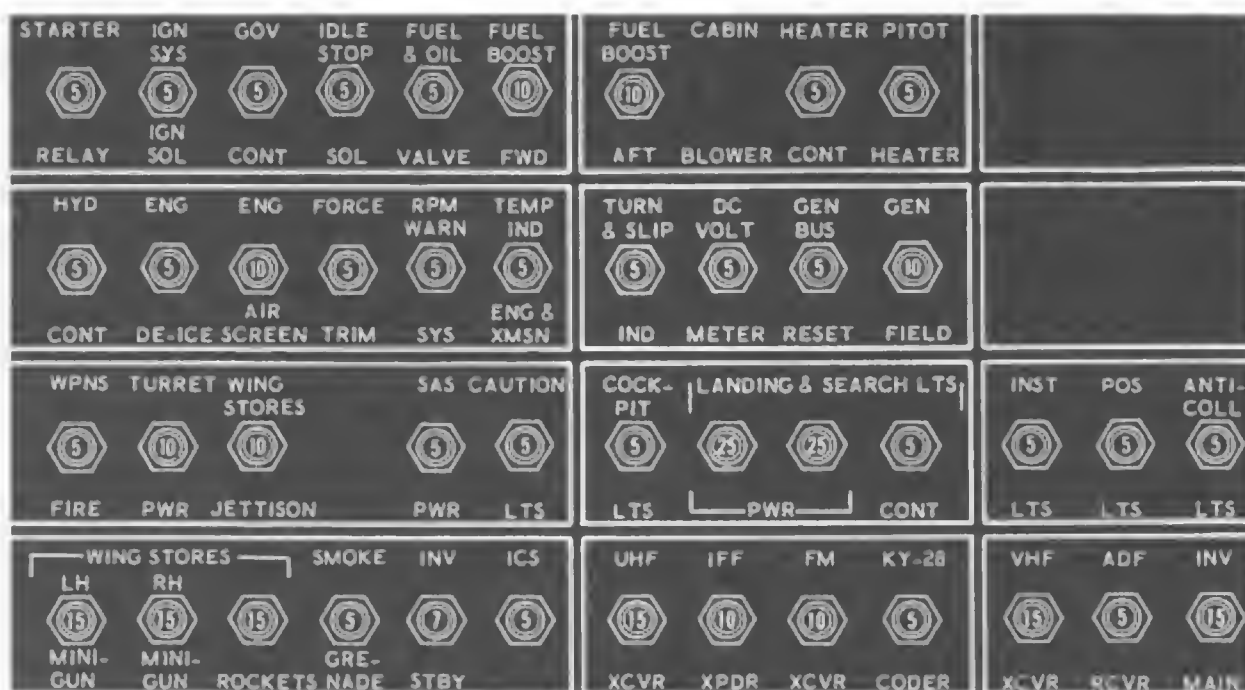 STARTER IGN GOV IDLE FUEL FUEL
SYS STOP & OIL BOOST
5 5 5 5 5 10
IGN
RELAY SOL CONT SOL VALVE FWD
FUEL CABIN HEATER PITOT
BOOST
10 5 5
AFT BLOWER CONT HEATER
HYD ENG ENG FORCE RPM TEMP
WARN IND
5 5 10 5 5 5
AIR ENG &
CONT DE-ICE SCREEN TRIM SYS XMSN
TURN DC GEN GEN
& SLIP VOLT BUS
5 5 5 10
IND METER RESET FIELD
WPNS TURRET WING SAS CAUTION
STORES
5 10 10 5 5
FIRE PWR JETTISON PWR LTS
COCK- LANDING & SEARCH LTS
PIT
5 25 25 5
LTS PWR CONT
INST POS ANTI-
COLL
5 5 5
LTS LTS LTS
WING STORES SMOKE INV ICS
LH RH
15 15 15 5 7 5
MINI- MINI- GRE-
GUN GUN ROCKETS NADE STBY
UHF IFF FM KY-28
15 10 10 5
XCVR XPDR XCVR CODER
VHF ADF INV
15 5 15
XCVR RCVR MAIN